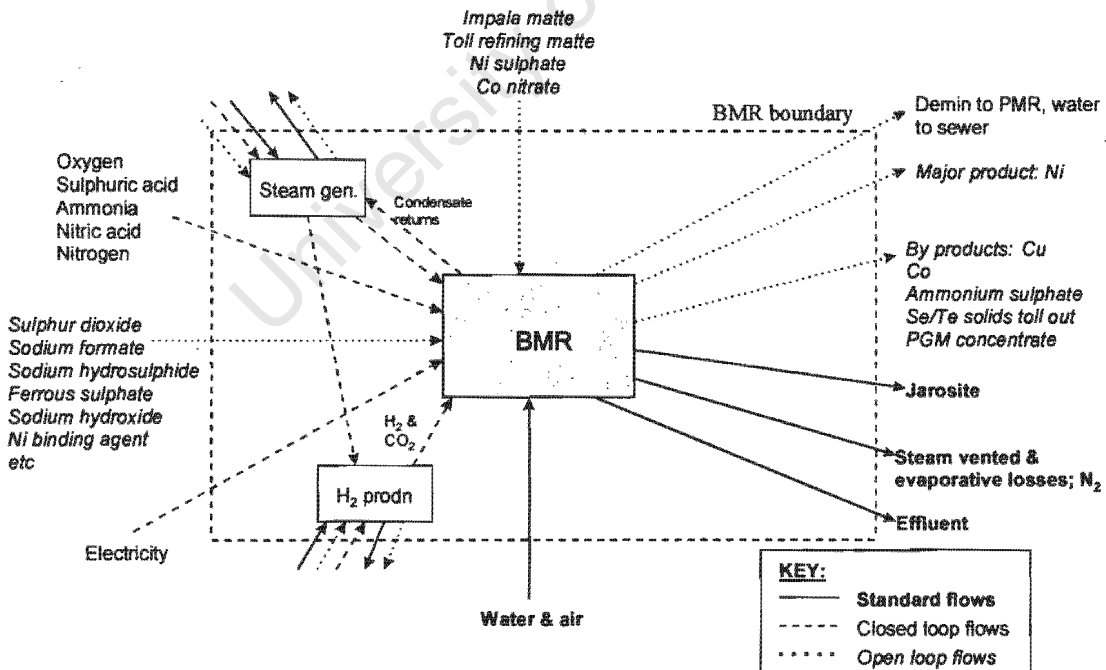 University o
Impala matte
Toll refining matte
Ni sulphate
Co nitrate
BMR boundary
Demin to PMR, water
to sewer
Oxygen
Sulphuric acid
Ammonia
Nitric acid
Nitrogen
Steam gen.
Condensate
returns
Major product: Ni
By products: Cu
Co
Ammonium sulphate
Se/Te solids toll out
PGM concentrate
Sulphur dioxide
Sodium formate
Sodium hydrosulphide
Ferrous sulphate
Sodium hydroxide
Ni binding agent
etc
BMR
Jarosite
H2 &
CO2
Steam vented &
evaporative losses; N2
H2 prodn
Effluent
Electricity
Water & air
KEY:
Standard flows
Closed loop flows
Open loop flows